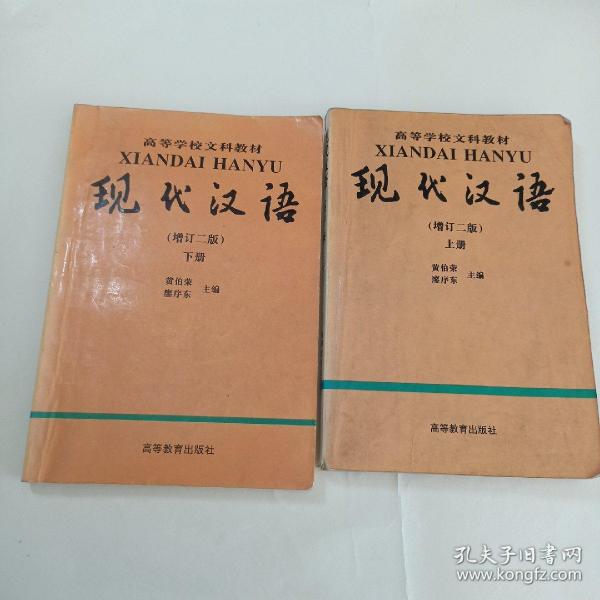 高等学校文科教材
XIANDAI HANYU
现代汉语
(增订二版)
下册
黄伯荣
廖序东 主编
高等教育出版社
高等学校文科教材
XIANDAI HANYU
现代汉语
(增订二版)
上册
黄伯荣
廖序东 主编
高等教育出版社
孔夫子旧书网
www.kongfz.com